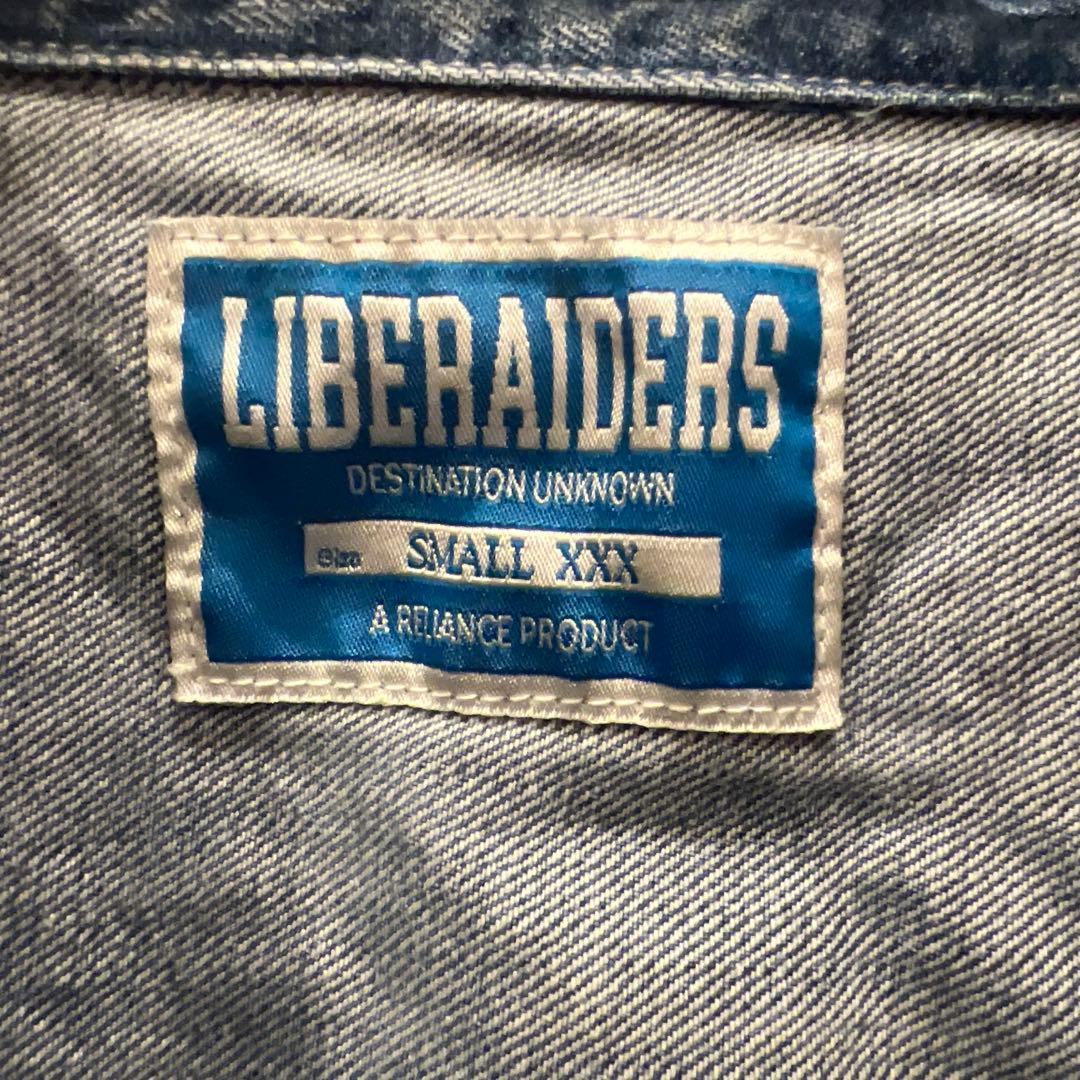 LIBERAIDERS
DESTINATION UNKNOWN
Size SMALL XXX
A RELIANCE PRODUCT